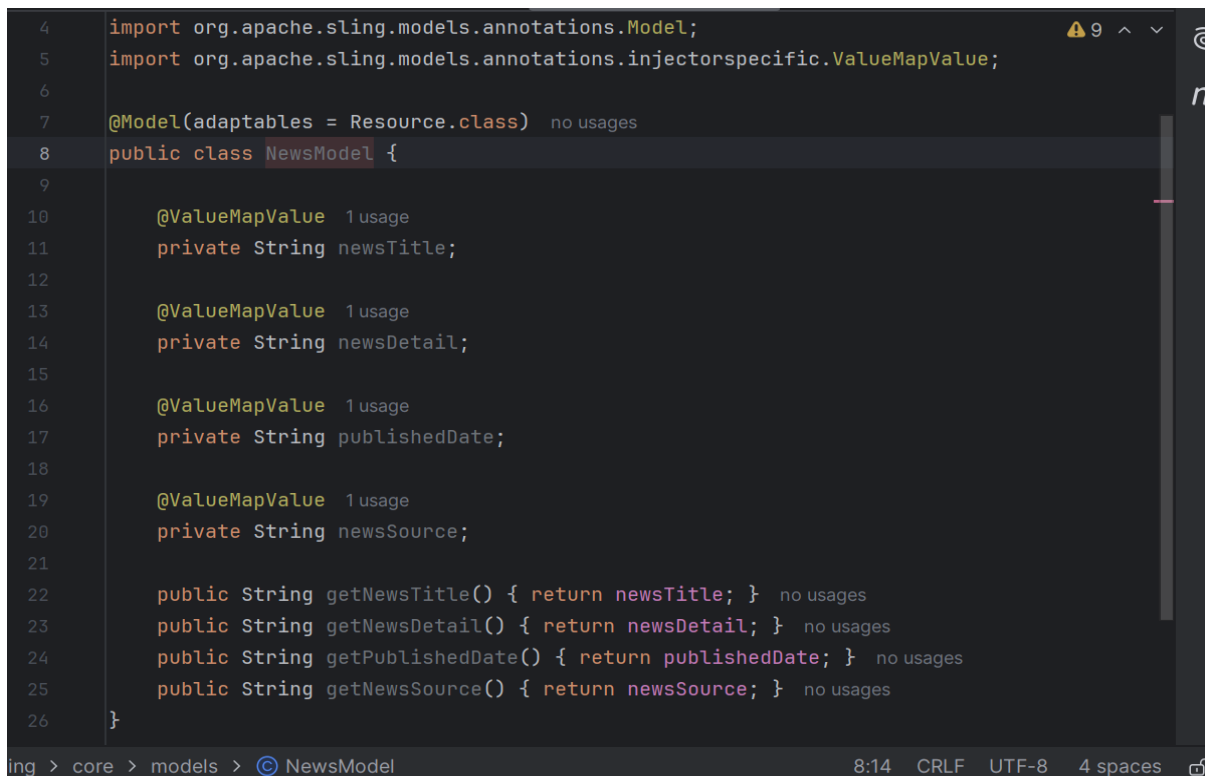 4 import org.apache.sling.models.annotations.Model; 9
5 import org.apache.sling.models.annotations.injectorspecific.ValueMapValue;
6
7 @Model(adaptables = Resource.class) no usages
8 public class NewsModel {
9
10 @ValueMapValue 1 usage
11 private String newsTitle;
12
13 @ValueMapValue 1 usage
14 private String newsDetail;
15
16 @ValueMapValue 1 usage
17 private String publishedDate;
18
19 @ValueMapValue 1 usage
20 private String newsSource;
21
22 public String getNewsTitle() { return newsTitle; } no usages
23 public String getNewsDetail() { return newsDetail; } no usages
24 public String getPublishedDate() { return publishedDate; } no usages
25 public String getNewsSource() { return newsSource; } no usages
26 }
ing > core > models > © NewsModel 8:14 CRLF UTF-8 4 spaces